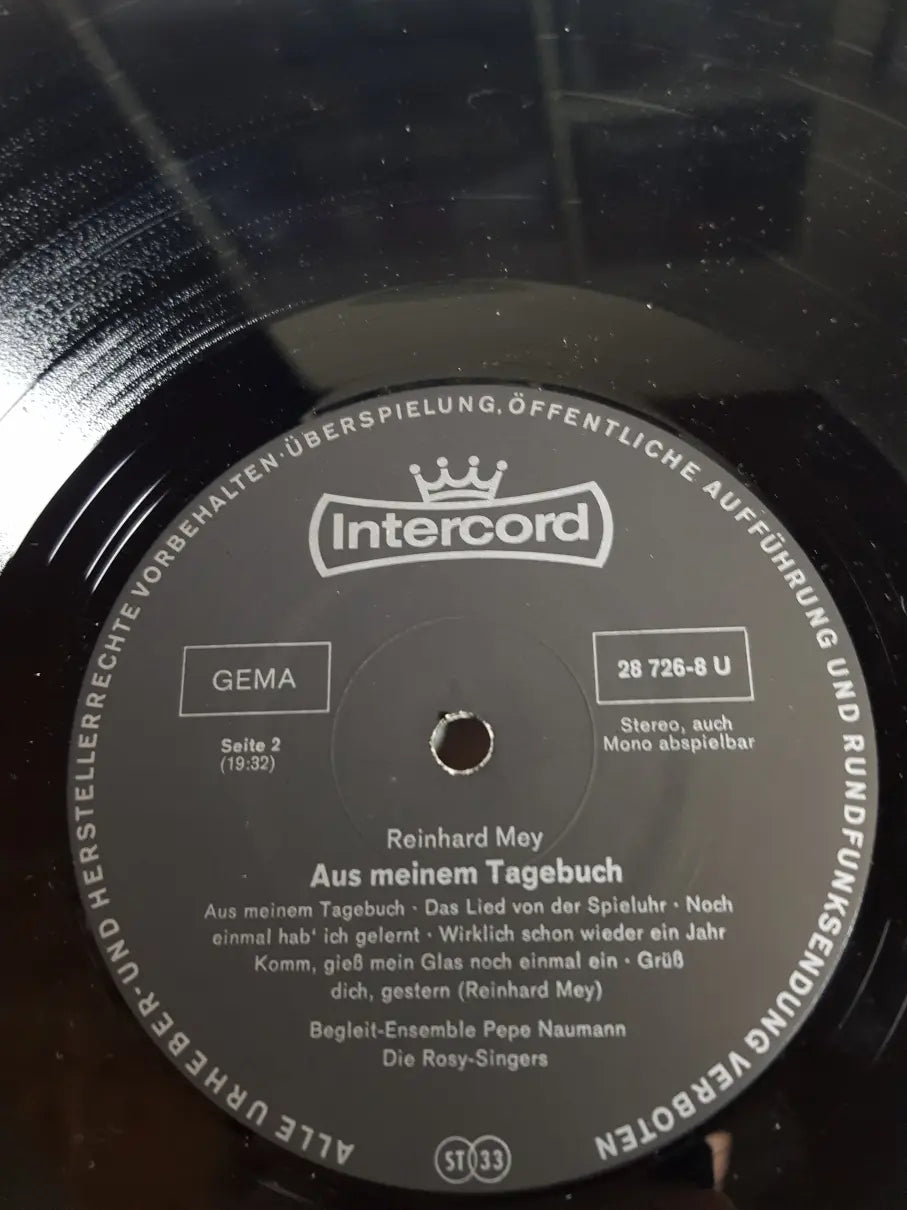 ALLE URHEBER- UND HERSTELLERRECHTE VORBEHALTEN · ÜBERSPIELUNG, ÖFFENTLICHE AUFFÜHRUNG UND RUNDFUNKSENDUNG VERBOTEN
Intercord
GEMA
28 726-8 U
Seite 2
(19:32)
Stereo, auch
Mono abspielbar
Reinhard Mey
Aus meinem Tagebuch
Aus meinem Tagebuch · Das Lied von der Spieluhr · Noch
einmal hab' ich gelernt · Wirklich schon wieder ein Jahr
Komm, gieß mein Glas noch einmal ein · Grüß
dich, gestern (Reinhard Mey)
Begleit-Ensemble Pepe Naumann
Die Rosy-Singers
ST 33